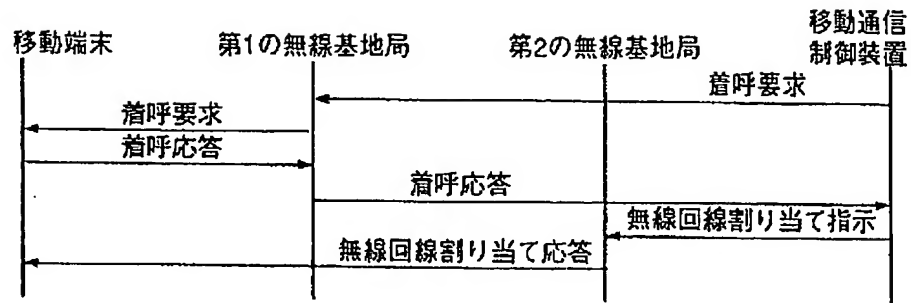 移動端末
第1の無線基地局
第2の無線基地局
移動通信
制御装置
着呼要求
着呼要求
着呼応答
着呼応答
無線回線割り当て指示
無線回線割り当て応答